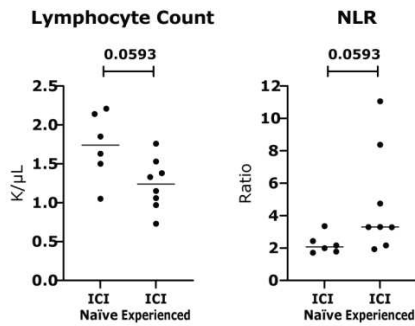 Lymphocyte Count
0.0593
K/µL
2.5
2.0
1.5
1.0
0.5
0.0
ICI ICI
Naïve Experienced
NLR
0.0593
Ratio
12
10
8
6
4
2
0
ICI ICI
Naïve Experienced